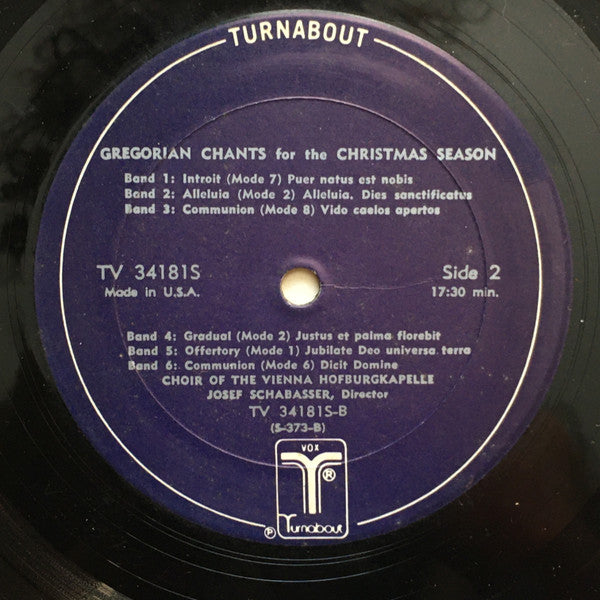 TURNABOUT
GREGORIAN CHANTS for the CHRISTMAS SEASON
Band 1: Introit (Mode 7) Puer natus est nobis
Band 2: Alleluia (Mode 2) Alleluia. Dies sanctificatus
Band 3: Communion (Mode 8) Vido caelos apertos
TV 34181S
Made in U.S.A.
Side 2
17:30 min.
Band 4: Gradual (Mode 2) Justus et palma florebit
Band 5: Offertory (Mode 1) Jubilate Deo universa terra
Band 6: Communion (Mode 6) Dicit Domine
CHOIR OF THE VIENNA HOFBURGKAPELLE
JOSEF SCHABASSER, Director
TV 34181S-B
(S-373-B)
VOX
T®
℗ Turnabout